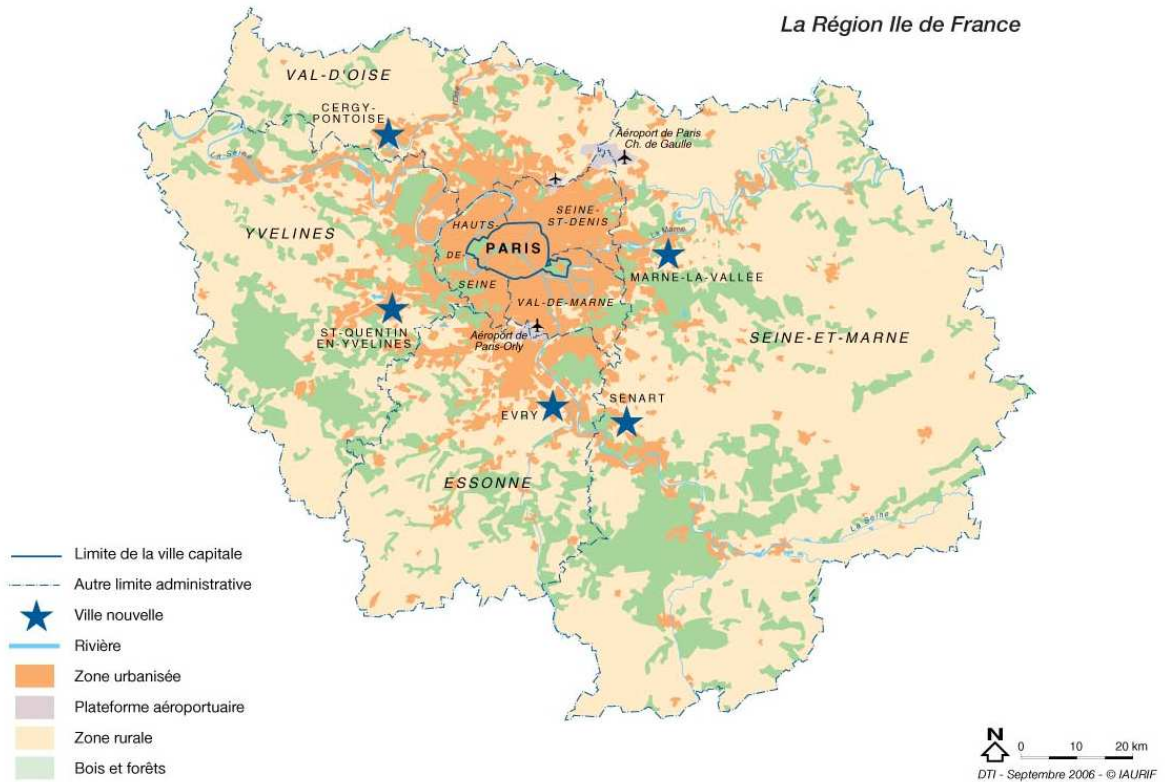 La Région Ile de France
VAL-D'OISE
CERGY-
PONTOISE
L'Oise
Aéroport de Paris
Ch. de Gaulle
La Seine
YVELINES
HAUTS-
DE-
SEINE
PARIS
SEINE-
ST-DENIS
La Marne
MARNE-LA-VALLÉE
VAL-DE-MARNE
ST-QUENTIN
EN-YVELINES
Aéroport de
Paris-Orly
SEINE-ET-MARNE
EVRY
SENART
ESSONNE
La Seine
Limite de la ville capitale
Autre limite administrative
Ville nouvelle
Rivière
Zone urbanisée
Plateforme aéroportuaire
Zone rurale
Bois et forêts
N
0 10 20 km
DTI - Septembre 2006 - © IAURIF